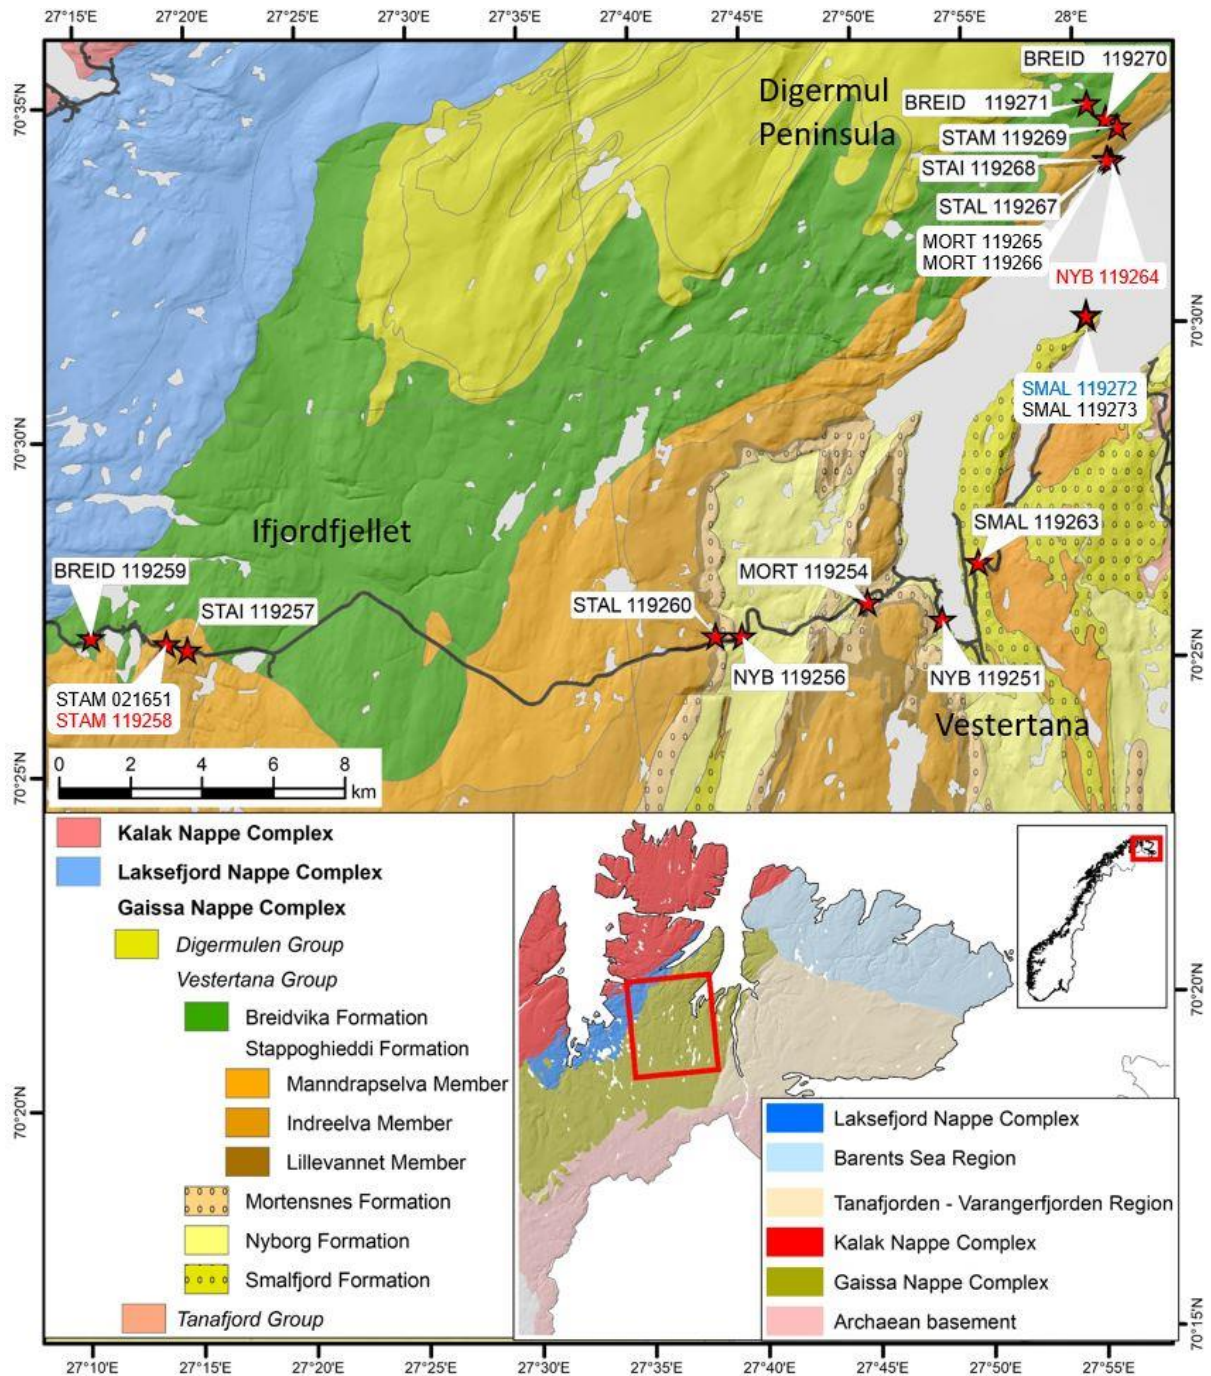 27°15'E 27°20'E 27°25'E 27°30'E 27°35'E 27°40'E 27°45'E 27°50'E 27°55'E 28°E
70°35'N
70°30'N
70°25'N
70°20'N
70°30'N
70°25'N
70°20'N
70°15'N
Digermul
Peninsula
BREID 119270
BREID 119271
STAM 119269
STAI 119268
STAL 119267
MORT 119265
MORT 119266
NYB 119264
SMAL 119272
SMAL 119273
Ifjordfjellet
SMAL 119263
BREID 119259
MORT 119254
STAI 119257
STAL 119260
NYB 119256
NYB 119251
STAM 021651
STAM 119258
Vestertana
0 2 4 6 8
km
Kalak Nappe Complex
Laksefjord Nappe Complex
Gaissa Nappe Complex
Digermulen Group
Vestertana Group
Breidvika Formation
Stappoghieddi Formation
Manndrapselva Member
Indreelva Member
Lillevannet Member
Mortensnes Formation
Nyborg Formation
Smalfjord Formation
Tanafjord Group
Laksefjord Nappe Complex
Barents Sea Region
Tanafjorden - Varangerfjorden Region
Kalak Nappe Complex
Gaissa Nappe Complex
Archaean basement
27°10'E 27°15'E 27°20'E 27°25'E 27°30'E 27°35'E 27°40'E 27°45'E 27°50'E 27°55'E